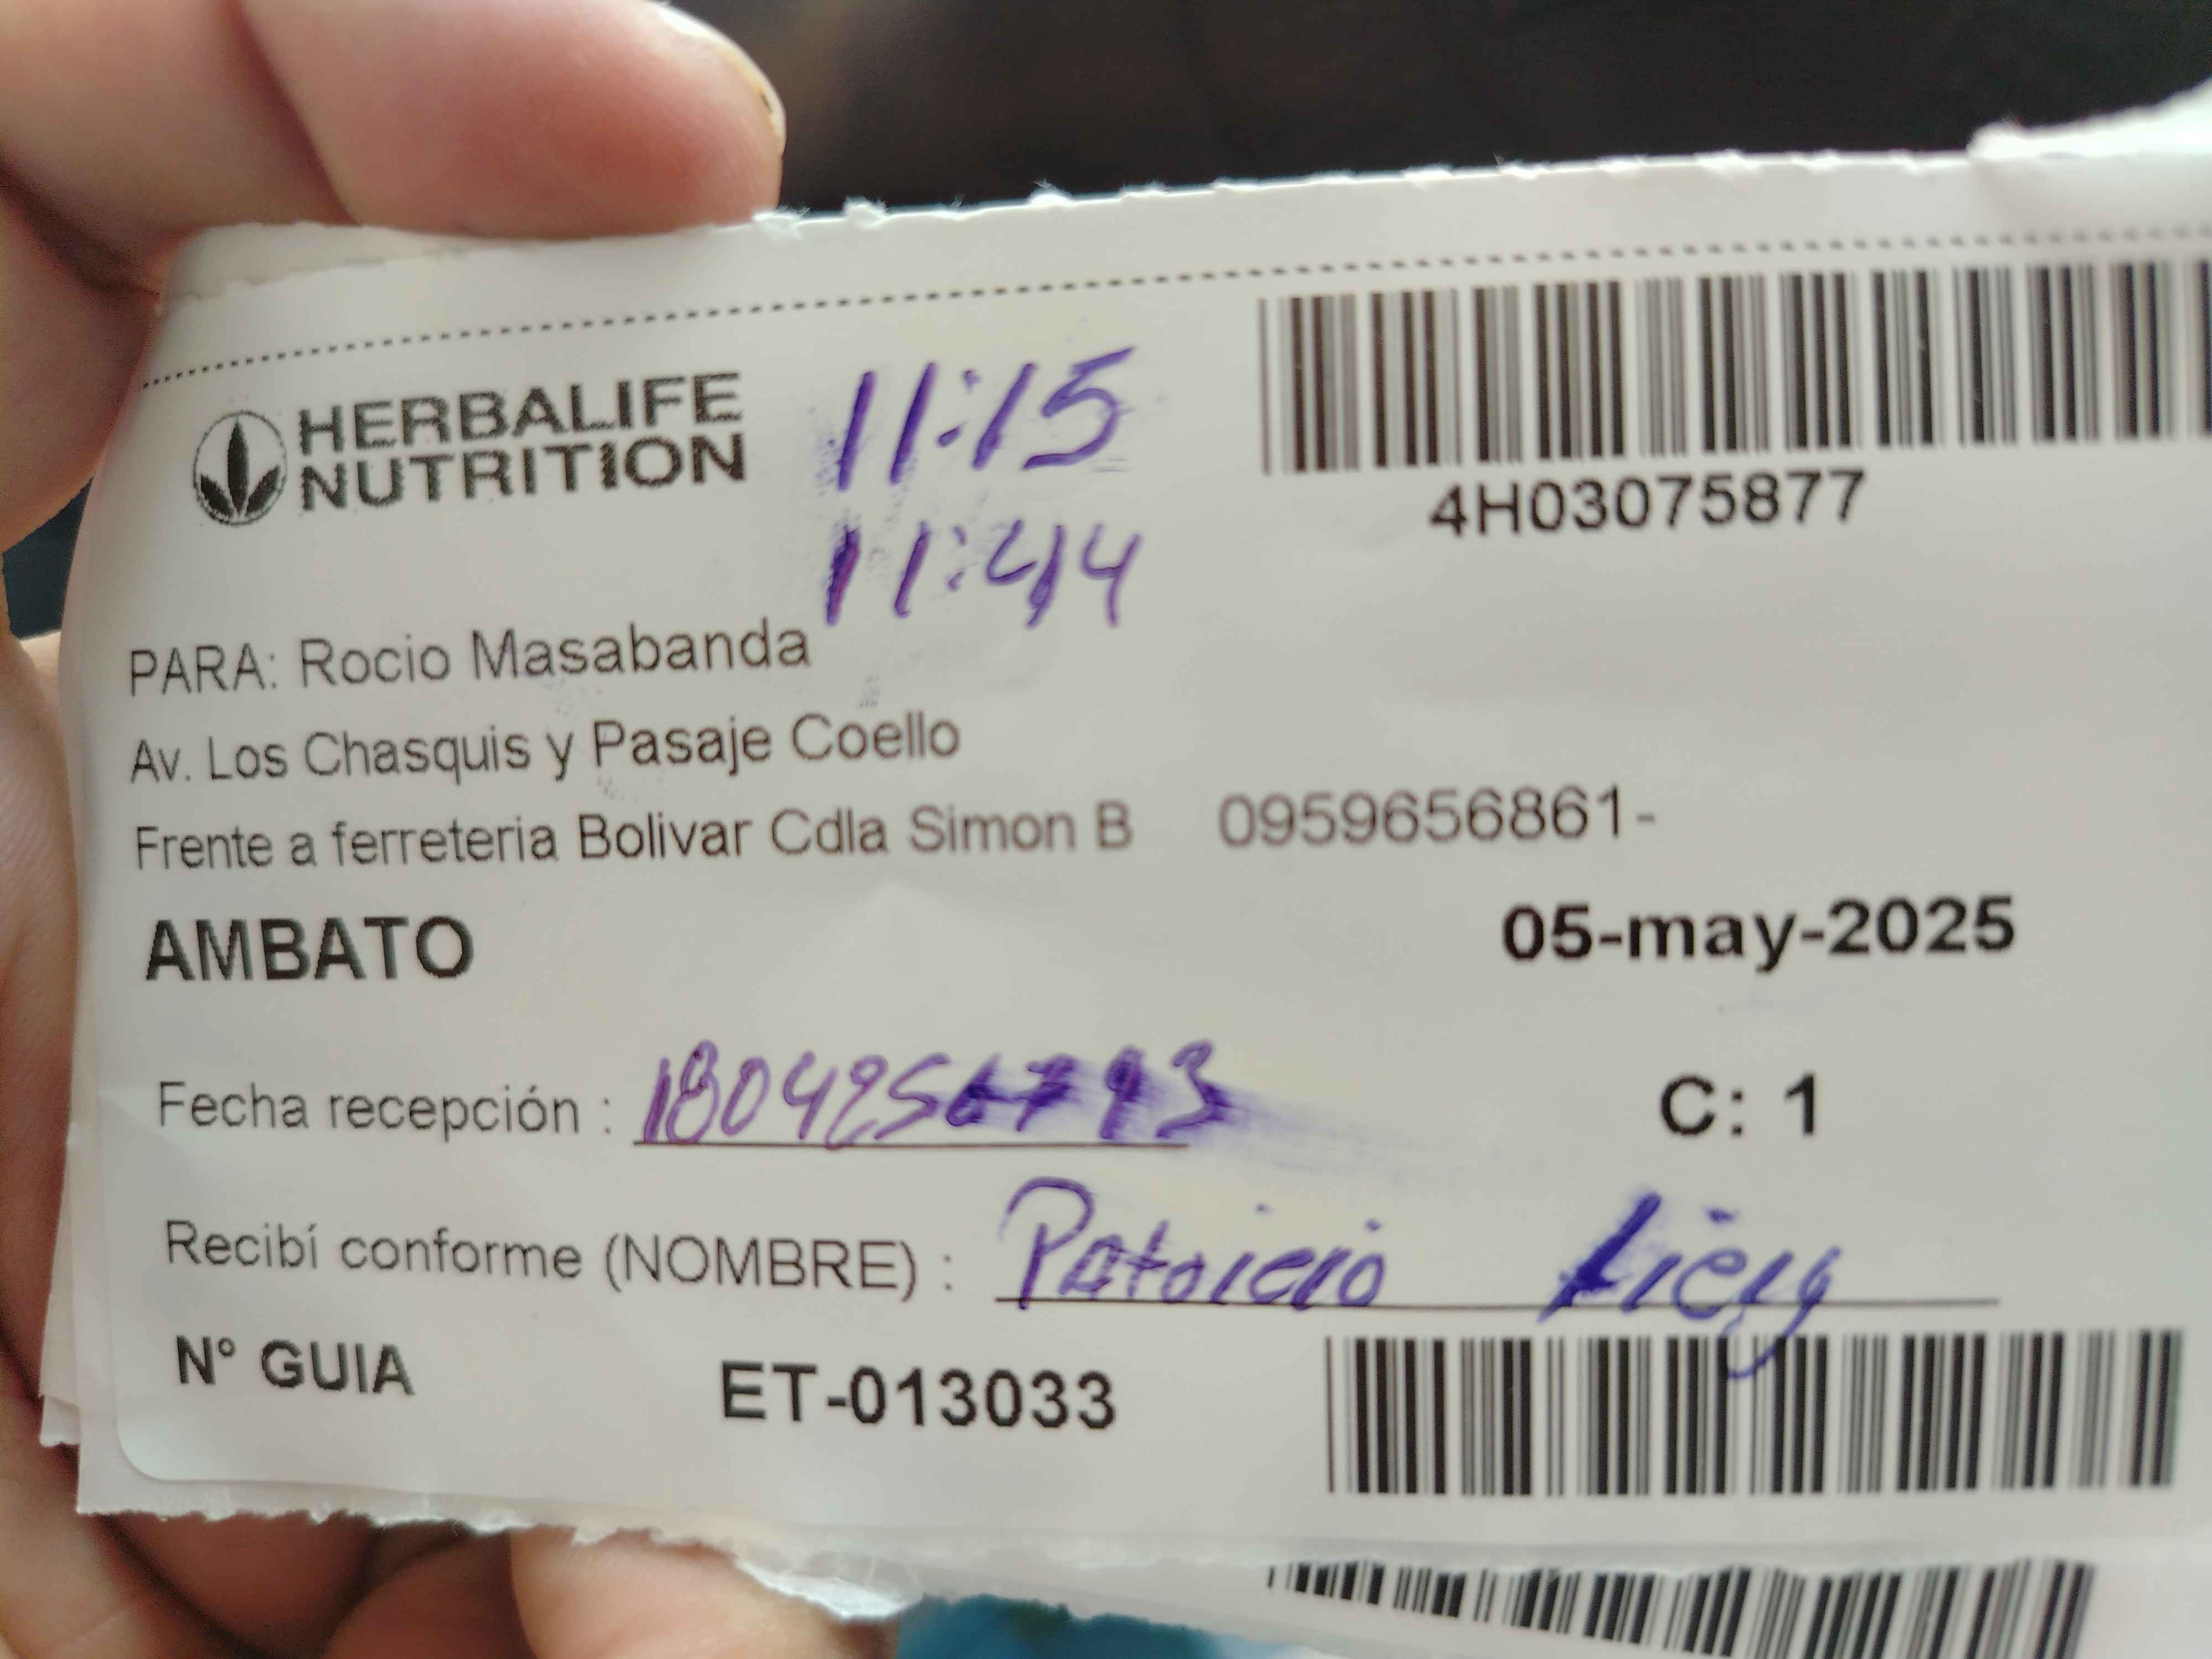 HERBALIFE
NUTRITION
11:15
11:44
4H03075877
PARA: Rocio Masabanda
Av. Los Chasquis y Pasaje Coello
Frente a ferreteria Bolivar Cdla Simon B 0959656861-
AMBATO
05-may-2025
Fecha recepción :
C: 1
Recibí conforme (NOMBRE) : Patricio
N° GUIA ET-013033